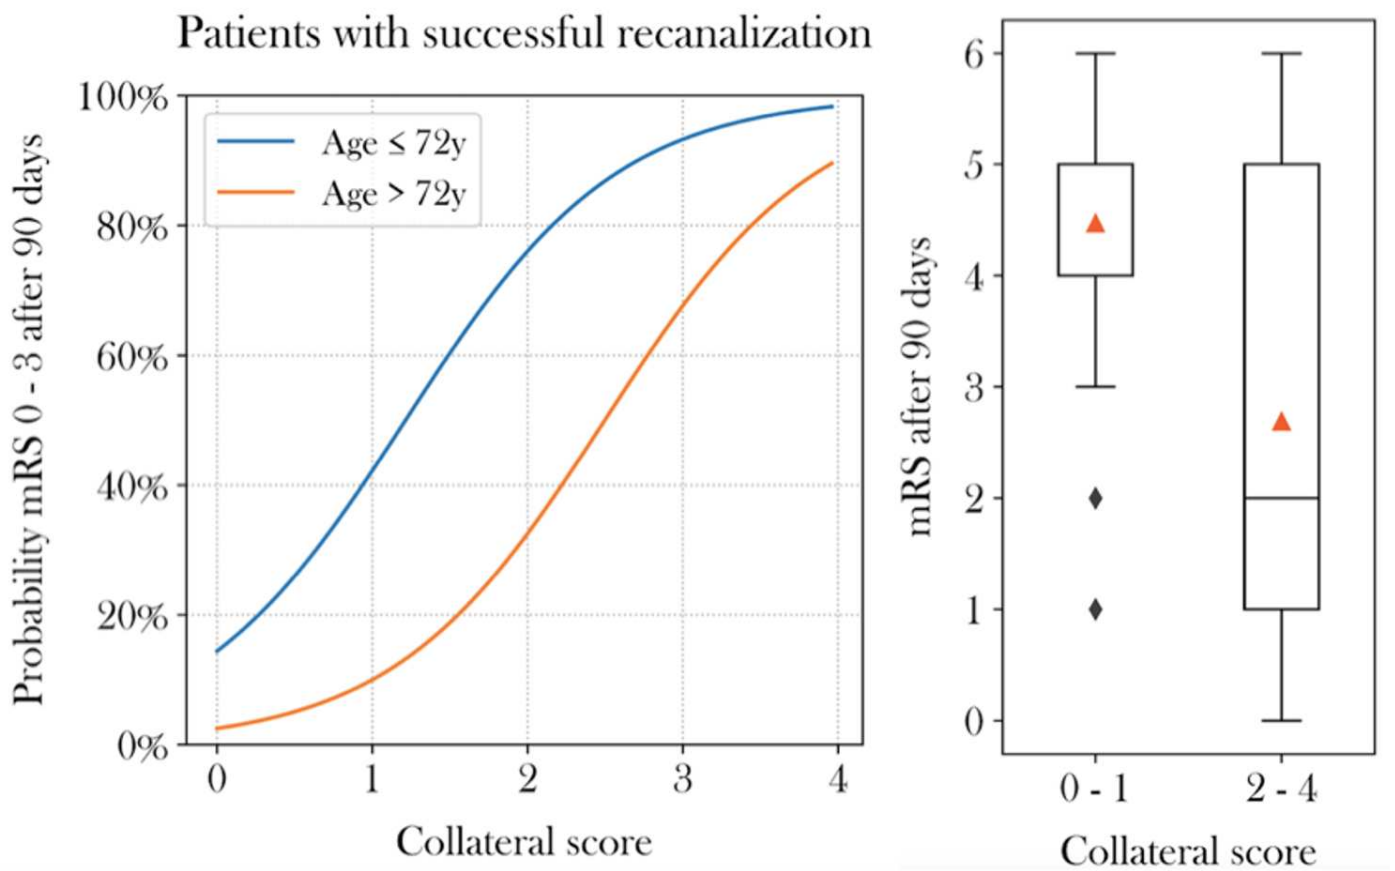 Patients with successful recanalization
Probability mRS 0 - 3 after 90 days
100%
80%
60%
40%
20%
0%
Age ≤ 72y
Age > 72y
0 1 2 3 4
Collateral score
mRS after 90 days
6
5
4
3
2
1
0
0 - 1 2 - 4
Collateral score